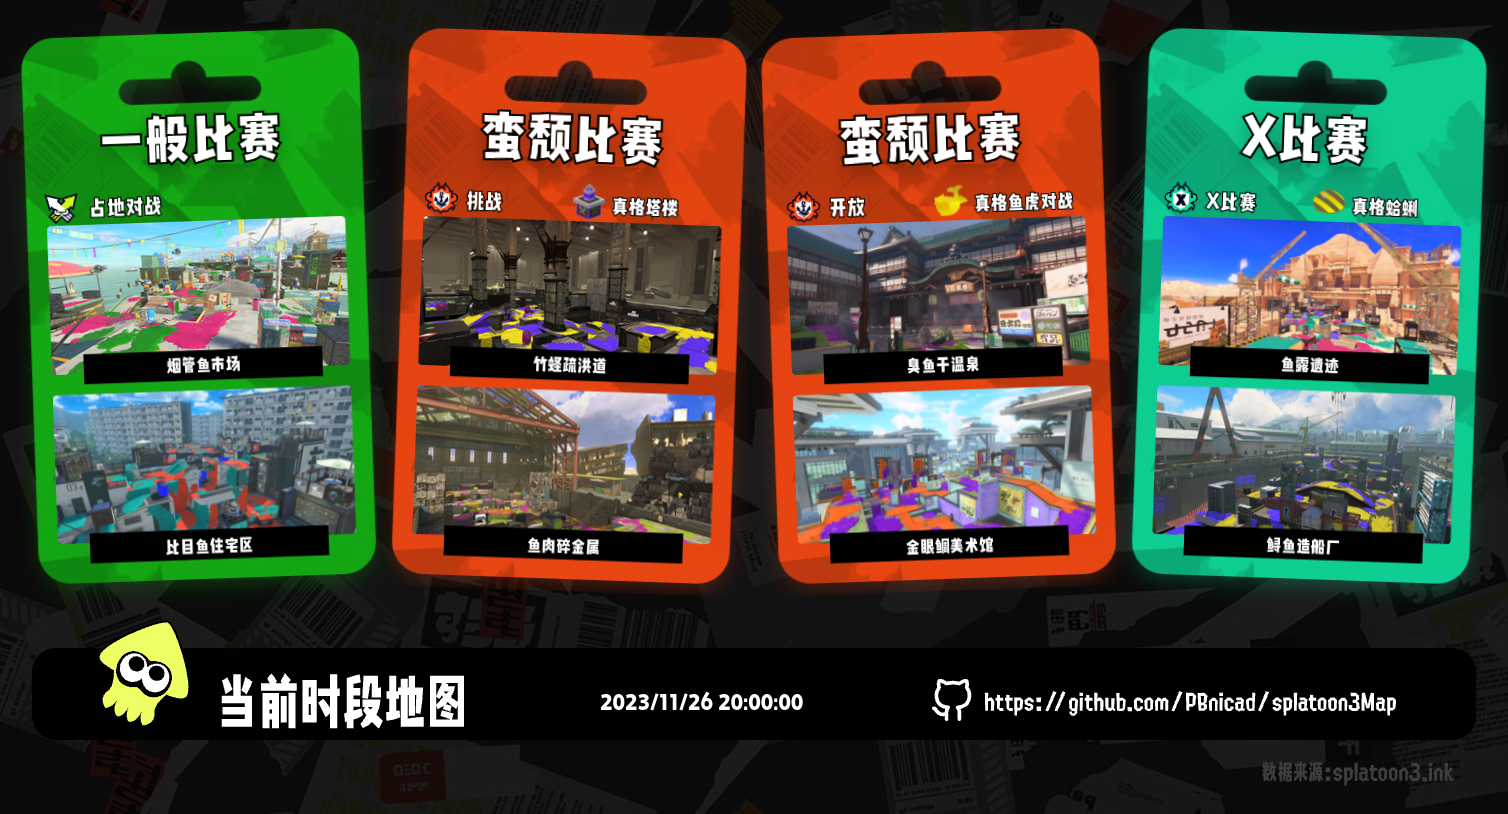 一般比赛
占地对战
烟管鱼市场
比目鱼住宅区
蛮颓比赛
挑战
真格塔楼
竹蛏疏洪道
鱼肉碎金属
蛮颓比赛
开放
真格鱼虎对战
臭鱼干温泉
金眼鲷美术馆
X比赛
X比赛
真格蛤蜊
鱼露遗迹
鲟鱼造船厂
当前时段地图
2023/11/26 20:00:00
https://github.com/PBnicad/splatoon3Map
数据来源:splatoon3.ink